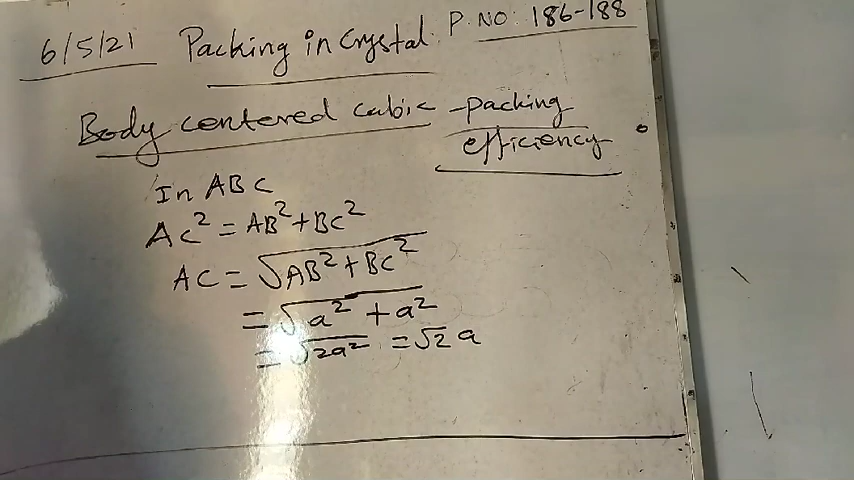 6/5/21 Packing in crystal P.NO: 186-188
Body centered cubic - packing
efficiency
In ABC
AC² = AB² + BC²
AC = √AB² + BC²
= √a² + a²
= √2a² = √2 a